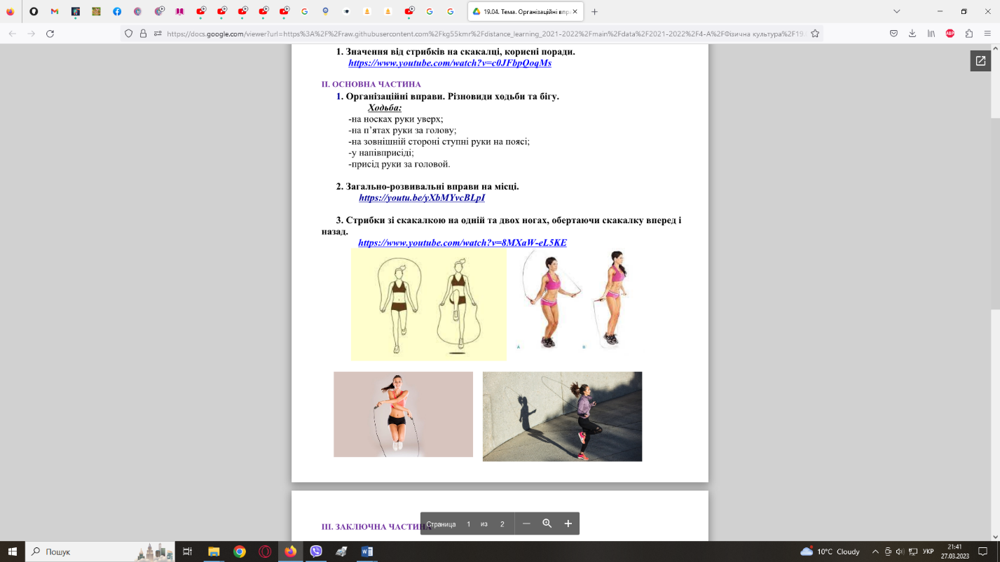 19.04. Тема. Організаційні впра
https://docs.google.com/viewer?url=https%3A%2F%2Fraw.githubusercontent.com%2Fkg55kmr%2Fdistance_learning_2021-2022%2Fmain%2Fdata%2F2021-2022%2F4-A%2FФізична культура%2F19.
1. Значення від стрибків на скакалці, корисні поради.
https://www.youtube.com/watch?v=c0JFbpQoqMs
ІІ. ОСНОВНА ЧАСТИНА
1. Організаційні вправи. Різновиди ходьби та бігу.
Ходьба:
-на носках руки уверх;
-на п’ятах руки за голову;
-на зовнішній стороні ступні руки на поясі;
-у напівприсіді;
-присід руки за головой.
2. Загально-розвивальні вправи на місці.
https://youtu.be/yXbMYvcBLpI
3. Стрибки зі скакалкою на одній та двох ногах, обертаючи скакалку вперед і
назад.
https://www.youtube.com/watch?v=8MXaW-eL5KE
A B
ІІІ. ЗАКЛЮЧНА ЧАСТИНА
Страница 1 из 2
Пошук
10°C Cloudy
УКР
21:41
27.03.2023